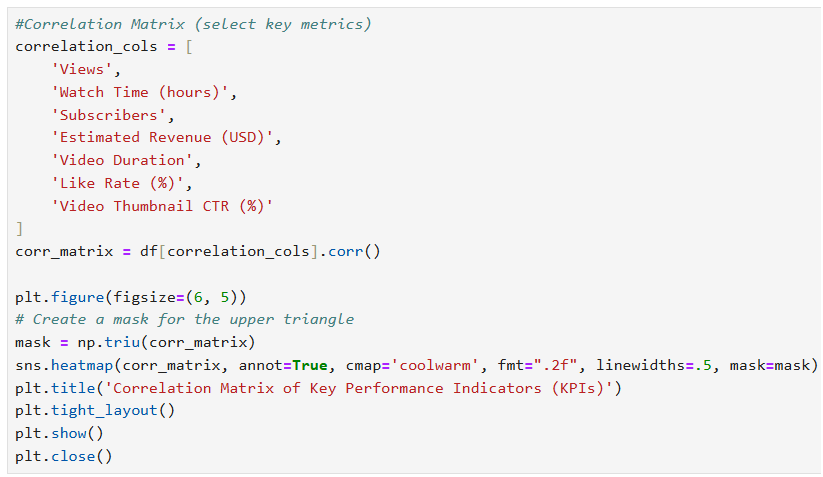 #Correlation Matrix (select key metrics)
correlation_cols = [
    'Views',
    'Watch Time (hours)',
    'Subscribers',
    'Estimated Revenue (USD)',
    'Video Duration',
    'Like Rate (%)',
    'Video Thumbnail CTR (%)'
]
corr_matrix = df[correlation_cols].corr()

plt.figure(figsize=(6, 5))
# Create a mask for the upper triangle
mask = np.triu(corr_matrix)
sns.heatmap(corr_matrix, annot=True, cmap='coolwarm', fmt=".2f", linewidths=.5, mask=mask)
plt.title('Correlation Matrix of Key Performance Indicators (KPIs)')
plt.tight_layout()
plt.show()
plt.close()